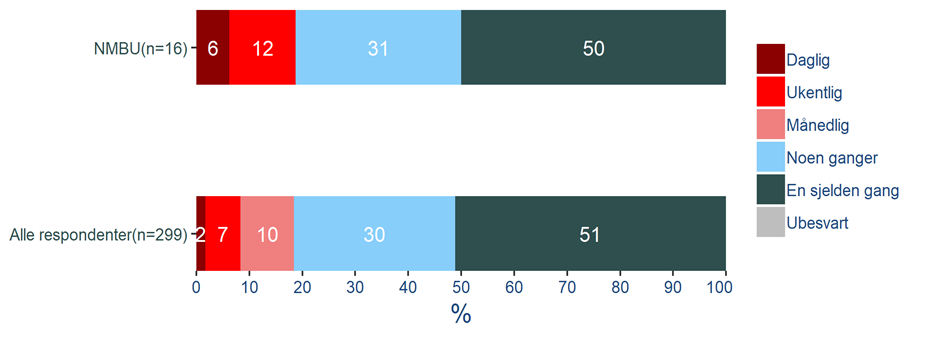 NMBU(n=16)
6 12 31 50
Alle respondenter(n=299)
2 7 10 30 51
0 10 20 30 40 50 60 70 80 90 100
%
Daglig
Ukentlig
Månedlig
Noen ganger
En sjelden gang
Ubesvart